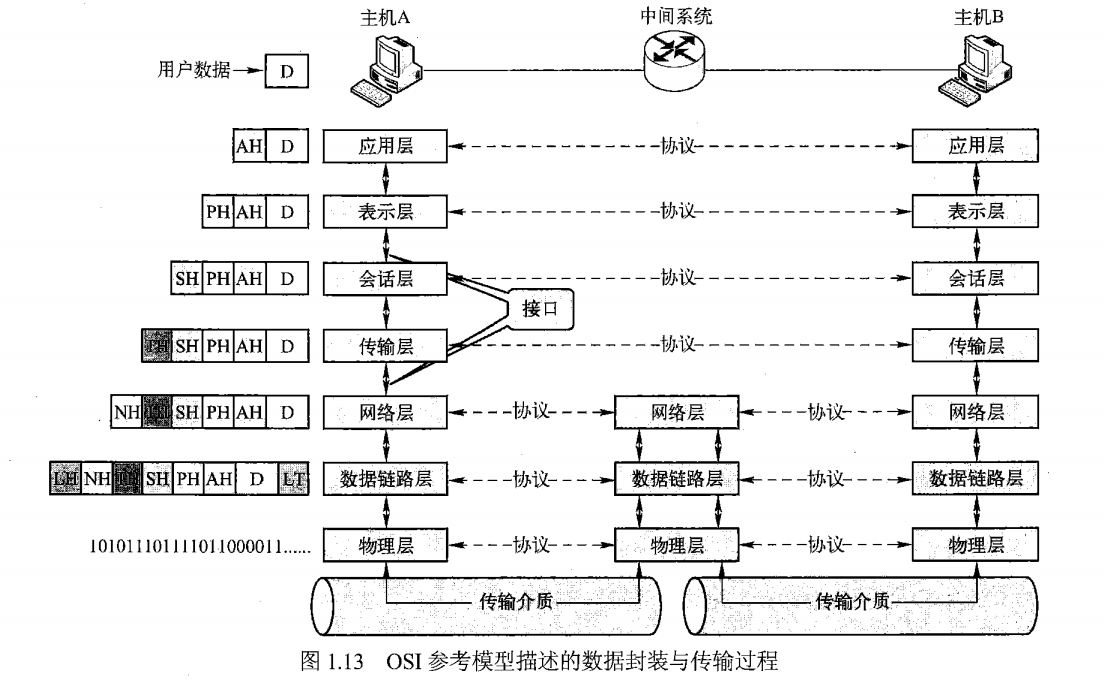 主机A 中间系统 主机B
用户数据 D
AH D 应用层 协议 应用层
PH AH D 表示层 协议 表示层
SH PH AH D 会话层 协议 会话层
接口
TH SH PH AH D 传输层 协议 传输层
NH TH SH PH AH D 网络层 协议 网络层 协议 网络层
LH NH TH SH PH AH D LT 数据链路层 协议 数据链路层 协议 数据链路层
101011101111011000011...... 物理层 协议 物理层 协议 物理层
传输介质 传输介质
图 1.13 OSI 参考模型描述的数据封装与传输过程